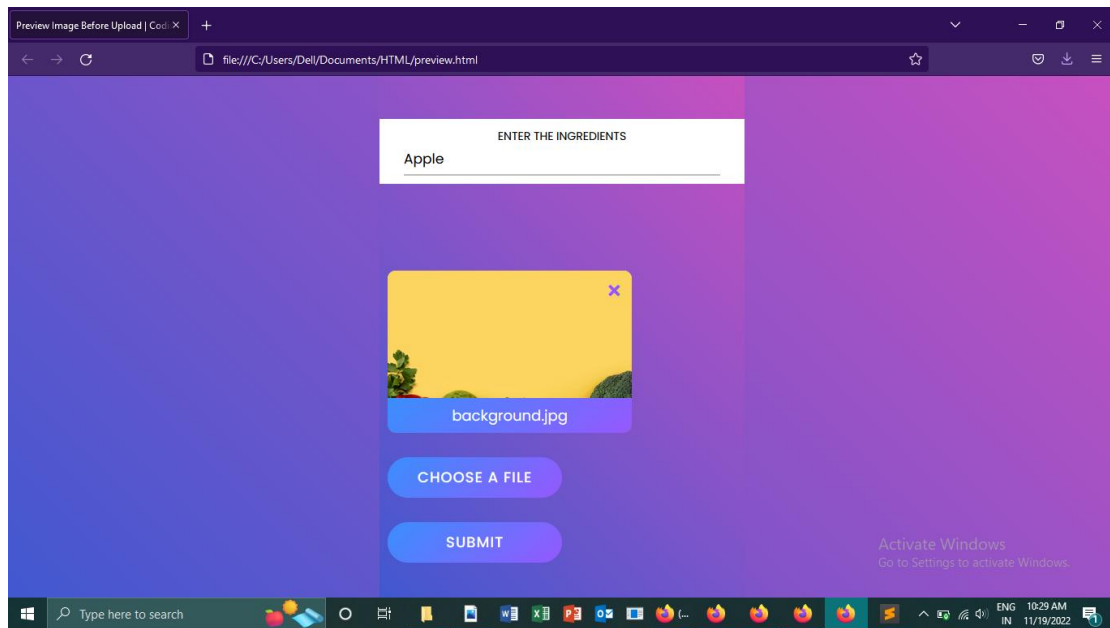 Preview Image Before Upload | Codi
file:///C:/Users/Dell/Documents/HTML/preview.html
ENTER THE INGREDIENTS
Apple
background.jpg
CHOOSE A FILE
SUBMIT
Activate Windows
Go to Settings to activate Windows.
Type here to search
ENG
IN
10:29 AM
11/19/2022